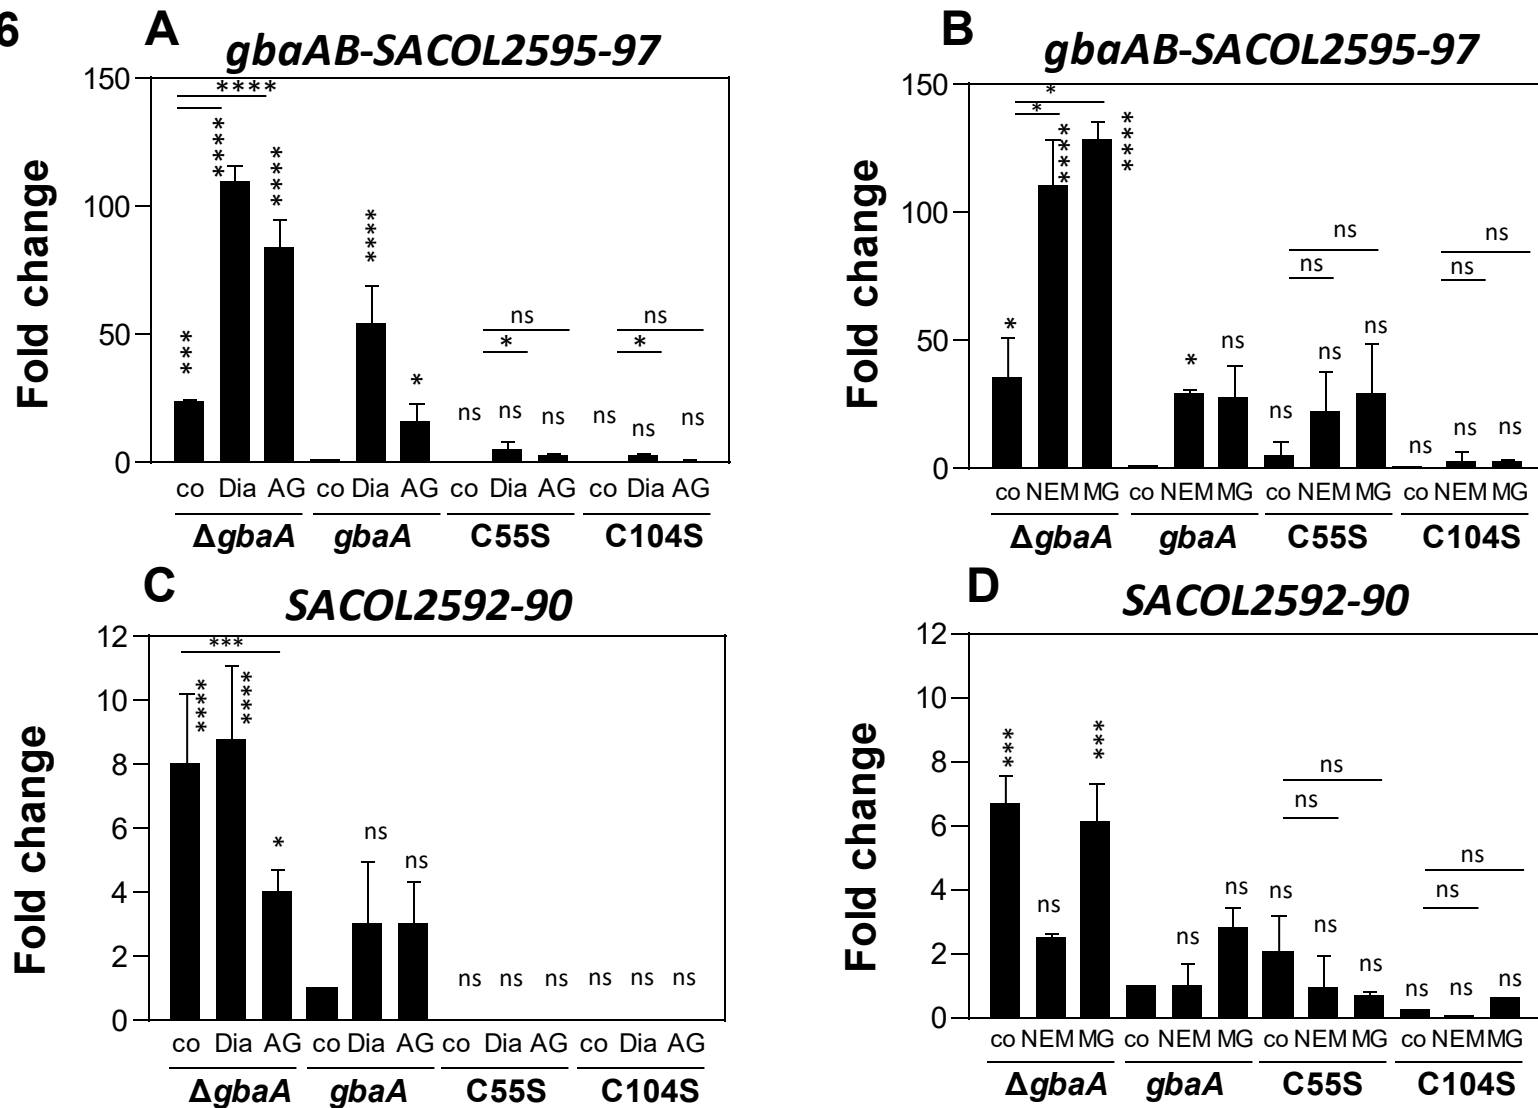 6
A
gbaAB-SACOL2595-97
Fold change
150
100
50
0
****
****
****
***
****
*
ns
*
ns
*
ns
ns
ns
ns
ns
ns
co Dia AG co Dia AG co Dia AG co Dia AG
ΔgbaA gbaA C55S C104S
B
gbaAB-SACOL2595-97
Fold change
150
100
50
0
*
*
****
****
*
*
ns
ns
ns
ns
ns
ns
ns
ns
ns
ns
ns
co NEM MG co NEM MG co NEM MG co NEM MG
ΔgbaA gbaA C55S C104S
C
SACOL2592-90
Fold change
12
10
8
6
4
2
0
***
****
****
*
ns
ns
ns ns ns ns ns ns
co Dia AG co Dia AG co Dia AG co Dia AG
ΔgbaA gbaA C55S C104S
D
SACOL2592-90
Fold change
12
10
8
6
4
2
0
***
***
ns
ns
ns
ns
ns
ns
ns
ns
ns
ns
ns
ns
ns
co NEM MG co NEM MG co NEM MG co NEM MG
ΔgbaA gbaA C55S C104S